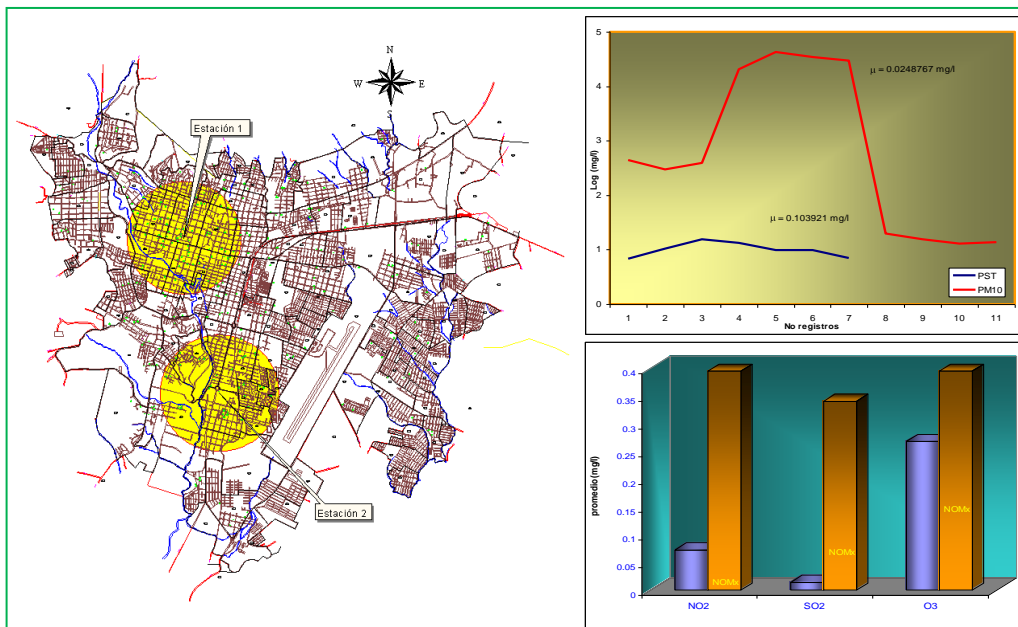 N
W
E
S
Estación 1
Estación 2
5
4
3
2
1
0
Log (mg/l)
µ = 0.0248767 mg/l
µ = 0.103921 mg/l
PST
PM10
1 2 3 4 5 6 7 8 9 10 11
No registros
0.4
0.35
0.3
0.25
0.2
0.15
0.1
0.05
0
promedio (mg/l)
NOMx
NOMx
NOMx
NO2 SO2 O3